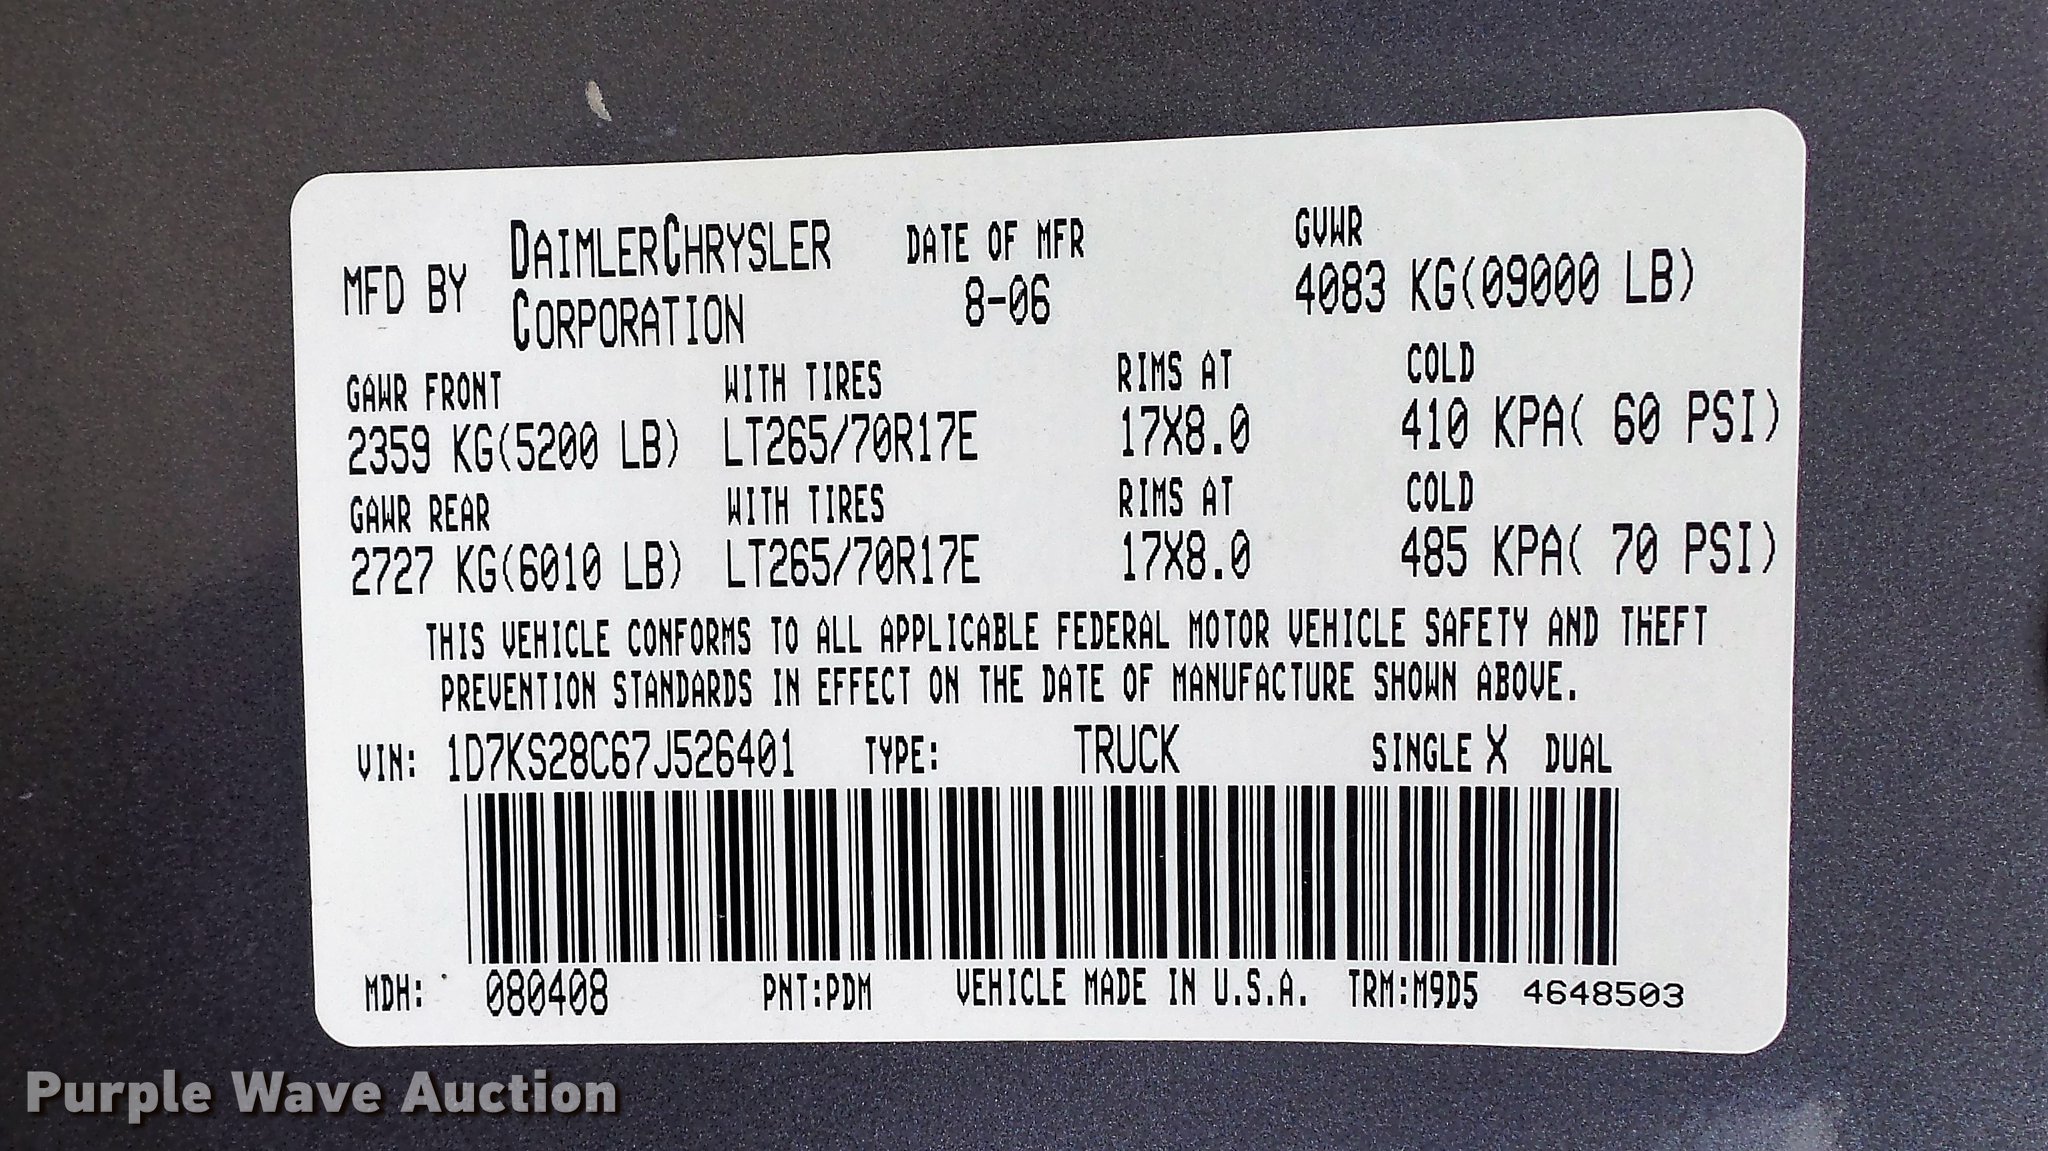 MFD BY DAIMLERCHRYSLER CORPORATION DATE OF MFR 8-06 GVWR 4083 KG(09000 LB)
GAWR FRONT WITH TIRES RIMS AT COLD
2359 KG(5200 LB) LT265/70R17E 17X8.0 410 KPA( 60 PSI)
GAWR REAR WITH TIRES RIMS AT COLD
2727 KG(6010 LB) LT265/70R17E 17X8.0 485 KPA( 70 PSI)
THIS VEHICLE CONFORMS TO ALL APPLICABLE FEDERAL MOTOR VEHICLE SAFETY AND THEFT
PREVENTION STANDARDS IN EFFECT ON THE DATE OF MANUFACTURE SHOWN ABOVE.
VIN: 1D7KS28C67J526401 TYPE: TRUCK SINGLE X DUAL
MDH: 080408 PNT:PDM VEHICLE MADE IN U.S.A. TRM:M9D5 4648503
Purple Wave Auction